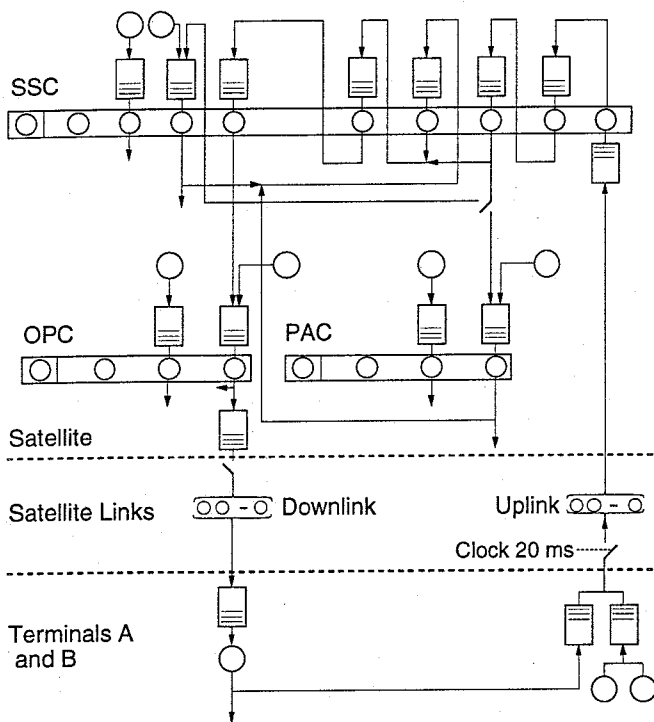 SSC
OPC
PAC
Satellite
Satellite Links
Downlink
Uplink
Clock 20 ms
Terminals A
and B